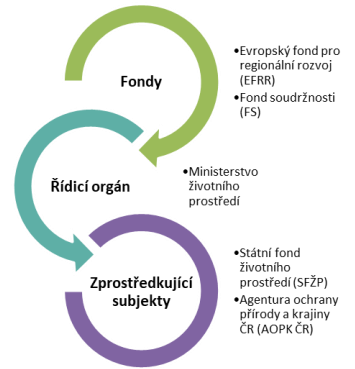 Fondy
•Evropský fond pro
regionální rozvoj
(EFRR)
•Fond soudržnosti
(FS)
Řídicí orgán
•Ministerstvo
životního
prostředí
Zprostředkující
subjekty
•Státní fond
životního
prostředí (SFŽP)
•Agentura ochrany
přírody a krajiny
ČR (AOPK ČR)